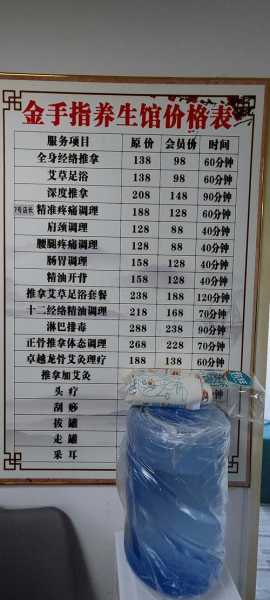 金手指养生馆价格表
服务项目 原价 会员价 时间
全身经络推拿 138 98 60分钟
艾草足浴 138 98 60分钟
深度推拿 208 148 90分钟
精准疼痛调理 188 128 60分钟
肩颈调理 128 88 40分钟
腰腿疼痛调理 128 88 40分钟
肠胃调理 158 128 40分钟
精油开背 158 128 40分钟
推拿艾草足浴套餐 238 188 120分钟
十二经络精油调理 218 168 70分钟
淋巴排毒 288 238 90分钟
正骨推拿体态调理 268 228 70分钟
卓越龙骨艾灸疗理 188 138 60分钟
推拿加艾灸
头疗
刮痧
拔罐
走罐
采耳